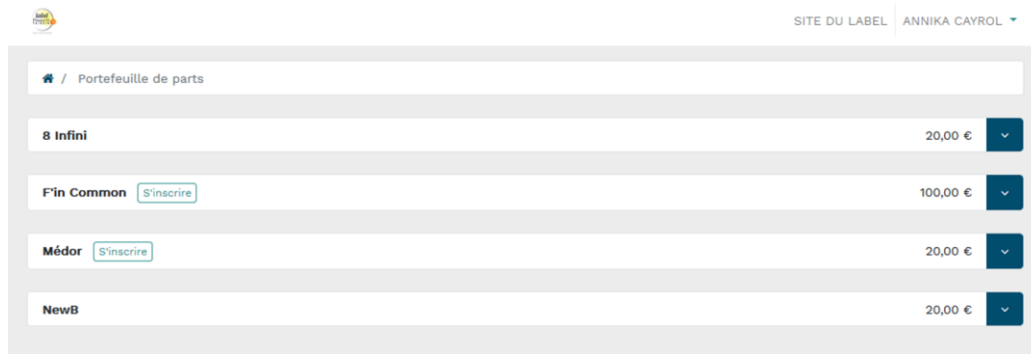 SITE DU LABEL ANNIKA CAYROL
/ Portefeuille de parts
8 Infini 20,00 €
F'in Common S'inscrire 100,00 €
Médor S'inscrire 20,00 €
NewB 20,00 €